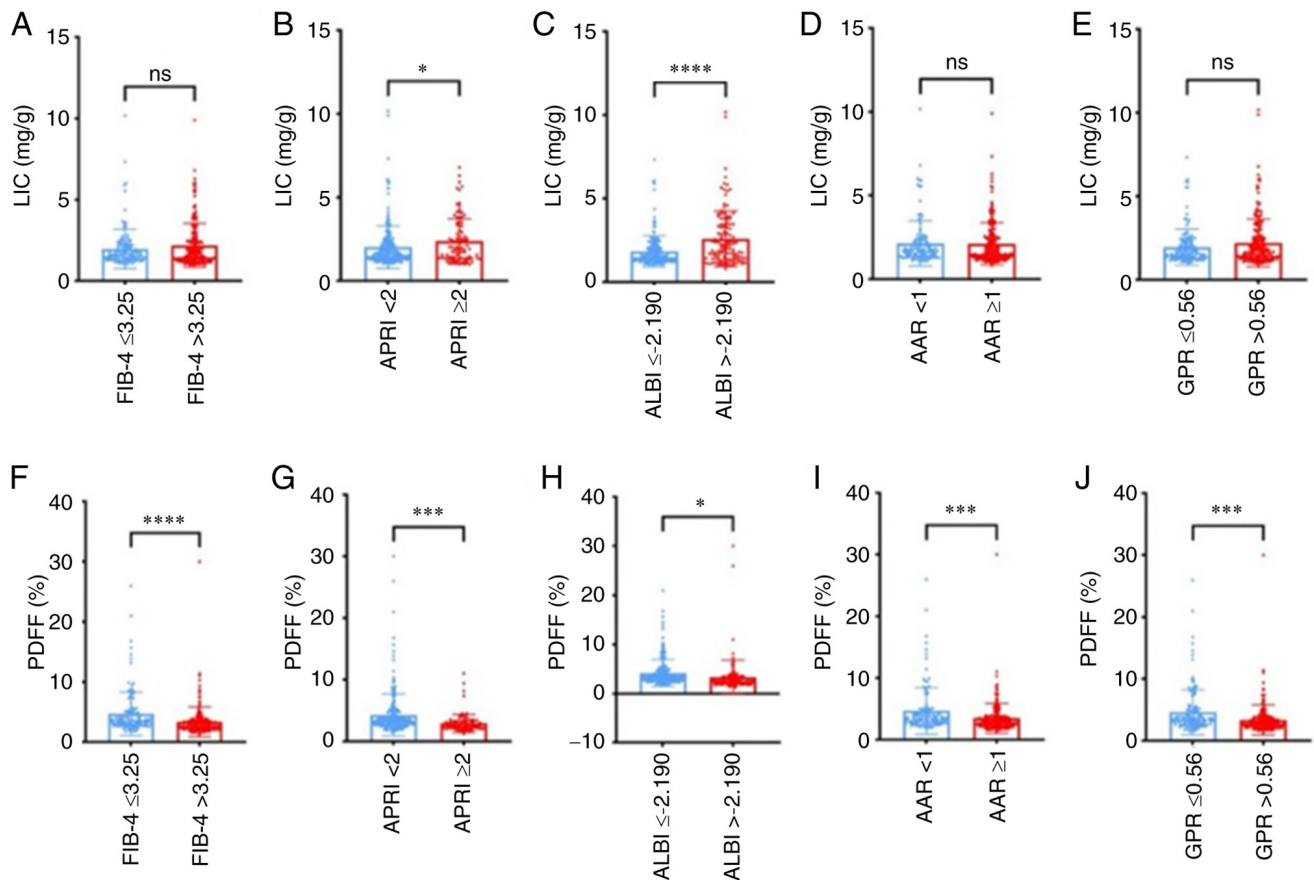 A
LIC (mg/g)
15
10
5
0
ns
FIB-4 ≤3.25
FIB-4 >3.25
B
LIC (mg/g)
15
10
5
0
*
APRI <2
APRI ≥2
C
LIC (mg/g)
15
10
5
0
****
ALBI ≤-2.190
ALBI >-2.190
D
LIC (mg/g)
15
10
5
0
ns
AAR <1
AAR ≥1
E
LIC (mg/g)
15
10
5
0
ns
GPR ≤0.56
GPR >0.56
F
PDFF (%)
40
30
20
10
0
****
FIB-4 ≤3.25
FIB-4 >3.25
G
PDFF (%)
40
30
20
10
0
***
APRI <2
APRI ≥2
H
PDFF (%)
40
30
20
10
0
−10
*
ALBI ≤-2.190
ALBI >-2.190
I
PDFF (%)
40
30
20
10
0
***
AAR <1
AAR ≥1
J
PDFF (%)
40
30
20
10
0
***
GPR ≤0.56
GPR >0.56